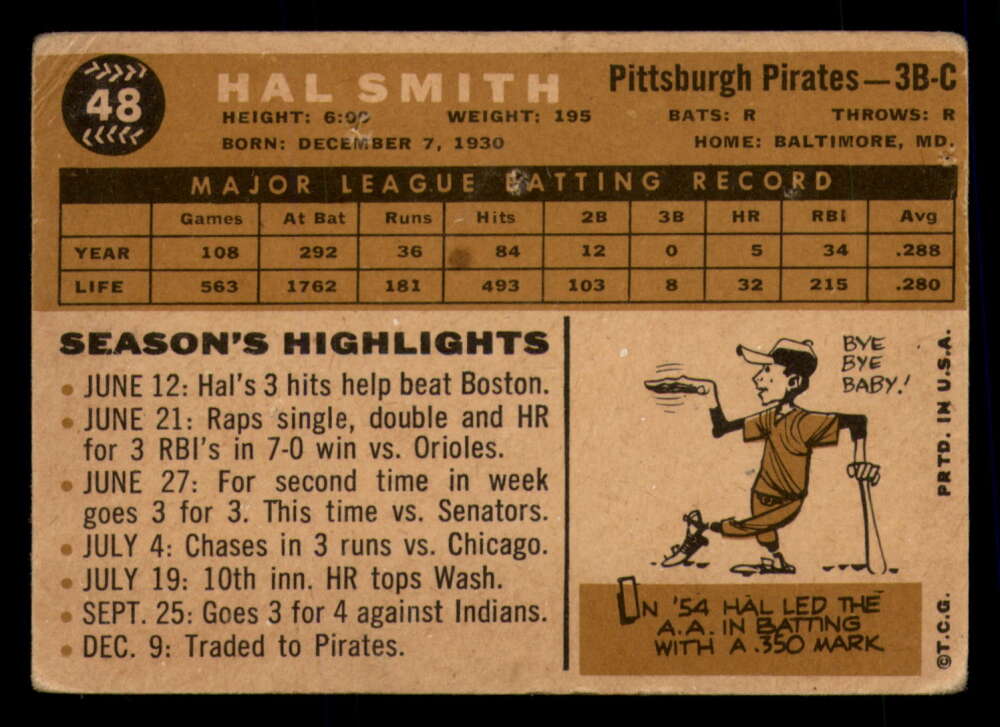 48
HAL SMITH
Pittsburgh Pirates—3B-C
HEIGHT: 6:00 WEIGHT: 195 BATS: R THROWS: R
BORN: DECEMBER 7, 1930 HOME: BALTIMORE, MD.
MAJOR LEAGUE BATTING RECORD
Games At Bat Runs Hits 2B 3B HR RBI Avg
YEAR 108 292 36 84 12 0 5 34 .288
LIFE 563 1762 181 493 103 8 32 215 .280
SEASON'S HIGHLIGHTS
• JUNE 12: Hal's 3 hits help beat Boston.
• JUNE 21: Raps single, double and HR
for 3 RBI's in 7-0 win vs. Orioles.
• JUNE 27: For second time in week
goes 3 for 3. This time vs. Senators.
• JULY 4: Chases in 3 runs vs. Chicago.
• JULY 19: 10th inn. HR tops Wash.
• SEPT. 25: Goes 3 for 4 against Indians.
• DEC. 9: Traded to Pirates.
BYE
BYE
BABY!
IN '54 HAL LED THE
A.A. IN BATTING
WITH A .350 MARK
PRTD. IN U.S.A.
©T.C.G.